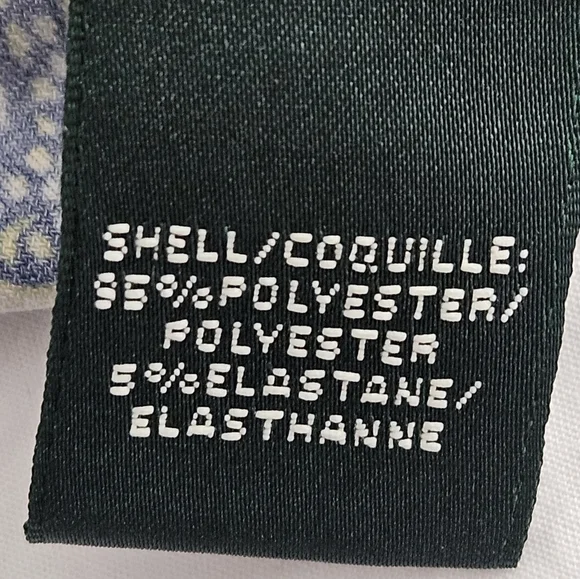 SHELL/COQUILLE:
95%POLYESTER/
POLYESTER
5%ELASTANE/
ELASTHANNE